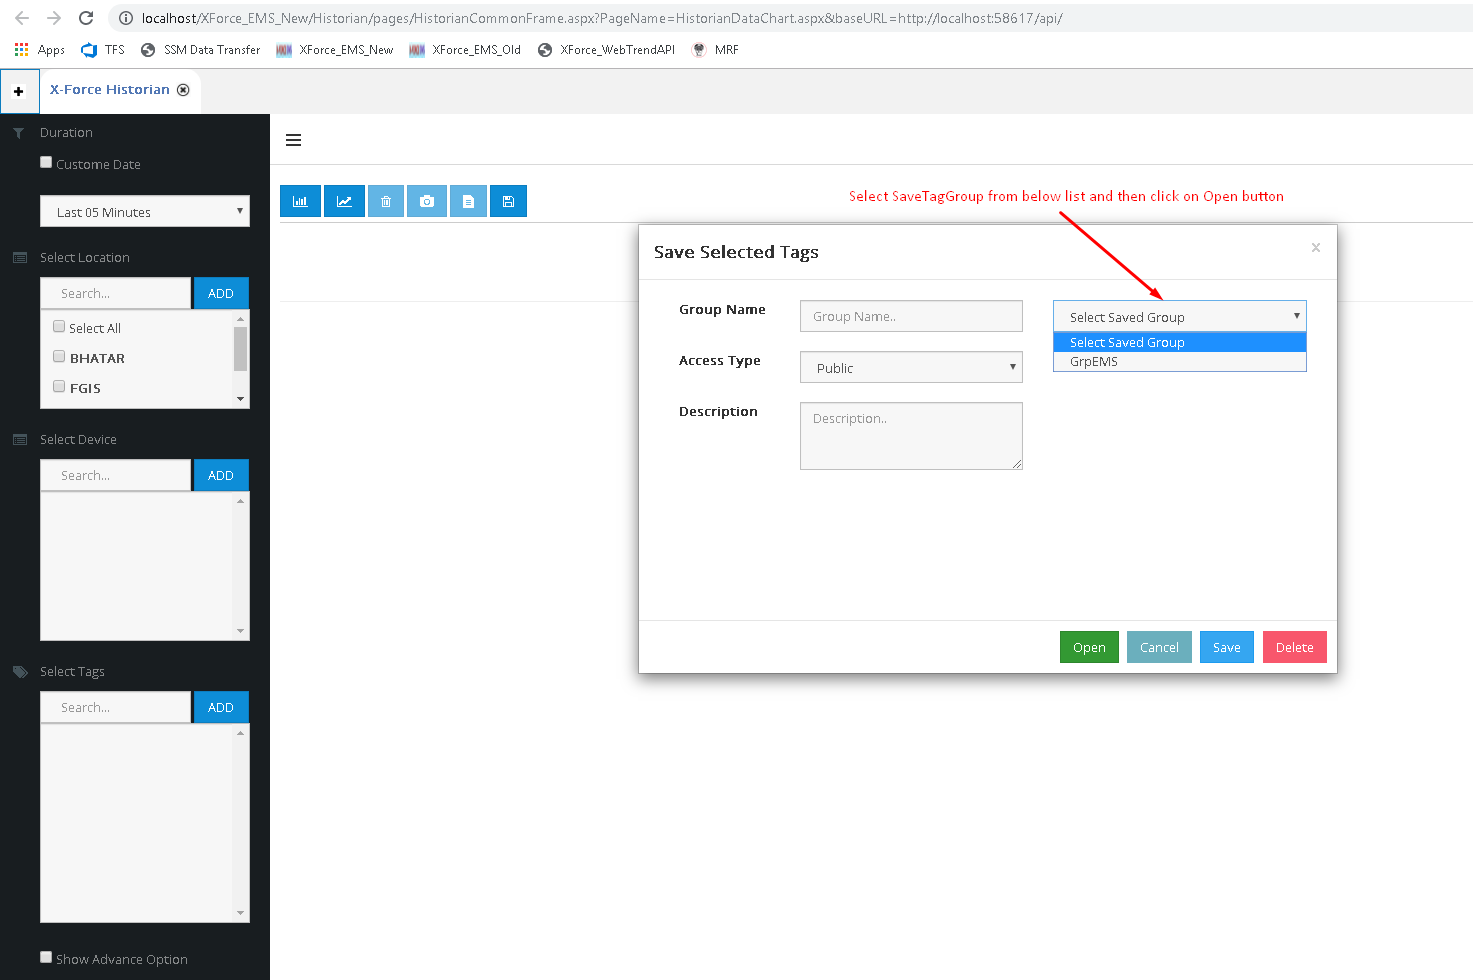 localhost/XForce_EMS_New/Historian/pages/HistorianCommonFrame.aspx?PageName=HistorianDataChart.aspx&baseURL=http://localhost:58617/api/
Apps TFS SSM Data Transfer XForce_EMS_New XForce_EMS_Old XForce_WebTrendAPI MRF
+ X-Force Historian
Duration
Custome Date
Last 05 Minutes
Select Location
Search... ADD
Select All
BHATAR
FGIS
Select Device
Search... ADD
Select Tags
Search... ADD
Show Advance Option
Select SaveTagGroup from below list and then click on Open button
Save Selected Tags ×
Group Name Group Name.. Select Saved Group
Select Saved Group
GrpEMS
Access Type Public
Description Description..
Open Cancel Save Delete